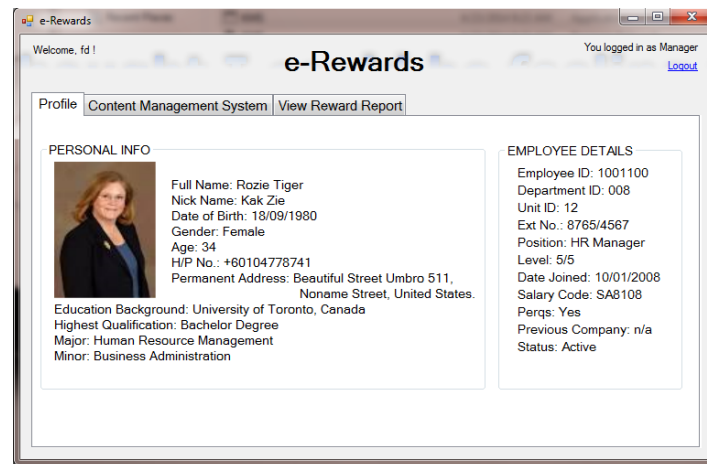 e-Rewards
Welcome, fd !
e-Rewards
You logged in as Manager
Logout
Profile
Content Management System
View Reward Report
PERSONAL INFO
Full Name: Rozie Tiger
Nick Name: Kak Zie
Date of Birth: 18/09/1980
Gender: Female
Age: 34
H/P No.: +60104778741
Permanent Address: Beautiful Street Umbro 511,
Noname Street, United States.
Education Background: University of Toronto, Canada
Highest Qualification: Bachelor Degree
Major: Human Resource Management
Minor: Business Administration
EMPLOYEE DETAILS
Employee ID: 1001100
Department ID: 008
Unit ID: 12
Ext No.: 8765/4567
Position: HR Manager
Level: 5/5
Date Joined: 10/01/2008
Salary Code: SA8108
Perqs: Yes
Previous Company: n/a
Status: Active